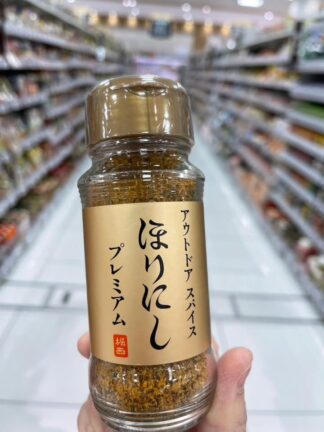 アウトドア スパイス
ほりにし
プレミアム
堀西